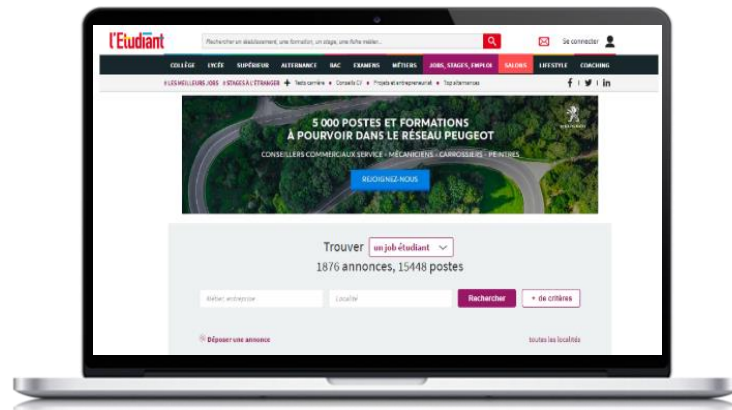 l'Etudiant
Rechercher un établissement, une formation, un stage, une fiche métier...
Se connecter
COLLÈGE LYCÉE SUPÉRIEUR ALTERNANCE BAC EXAMENS MÉTIERS JOBS, STAGES, EMPLOI SALONS LIFESTYLE COACHING
LES MEILLEURS JOBS STAGES À L'ÉTRANGER + Tests carrière • Conseils CV • Projets et entrepreneuriat • Top alternances
5 000 POSTES ET FORMATIONS
À POURVOIR DANS LE RÉSEAU PEUGEOT
CONSEILLERS COMMERCIAUX SERVICE - MÉCANICIENS - CARROSSIERS - PEINTRES
REJOIGNEZ-NOUS
Trouver un job étudiant
1876 annonces, 15448 postes
Métier, entreprise Localité Rechercher + de critères
Déposer une annonce toutes les localités